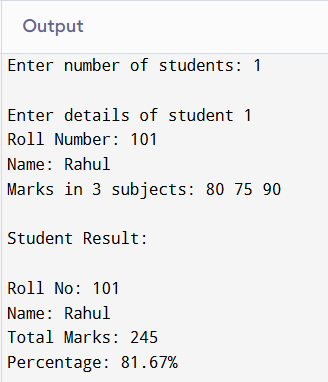 Output
Enter number of students: 1
Enter details of student 1
Roll Number: 101
Name: Rahul
Marks in 3 subjects: 80 75 90
Student Result:
Roll No: 101
Name: Rahul
Total Marks: 245
Percentage: 81.67%